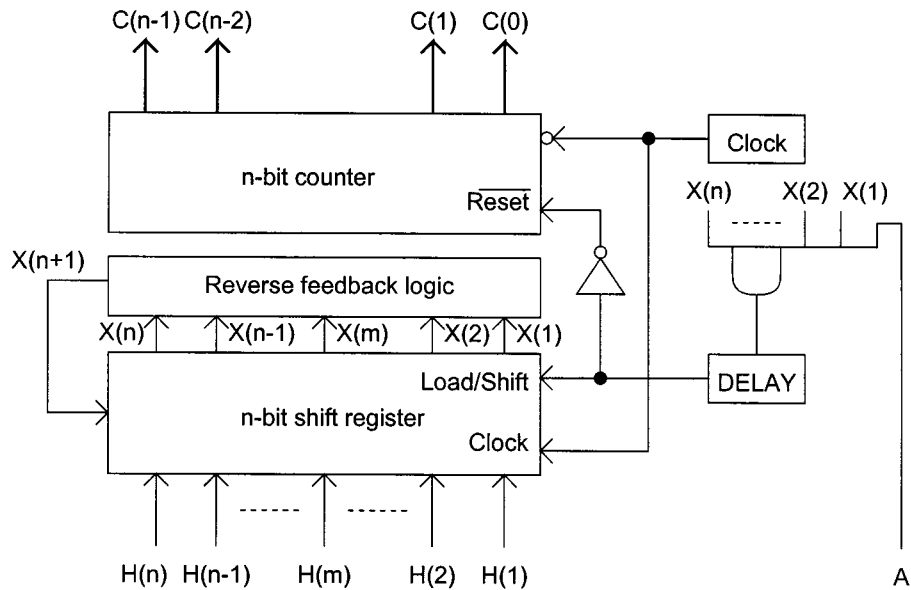 C(n-1) C(n-2) C(1) C(0)
n-bit counter
Clock
Reset
X(n) X(2) X(1)
X(n+1)
Reverse feedback logic
X(n) X(n-1) X(m) X(2) X(1)
Load/Shift
DELAY
n-bit shift register
Clock
H(n) H(n-1) H(m) H(2) H(1)
A